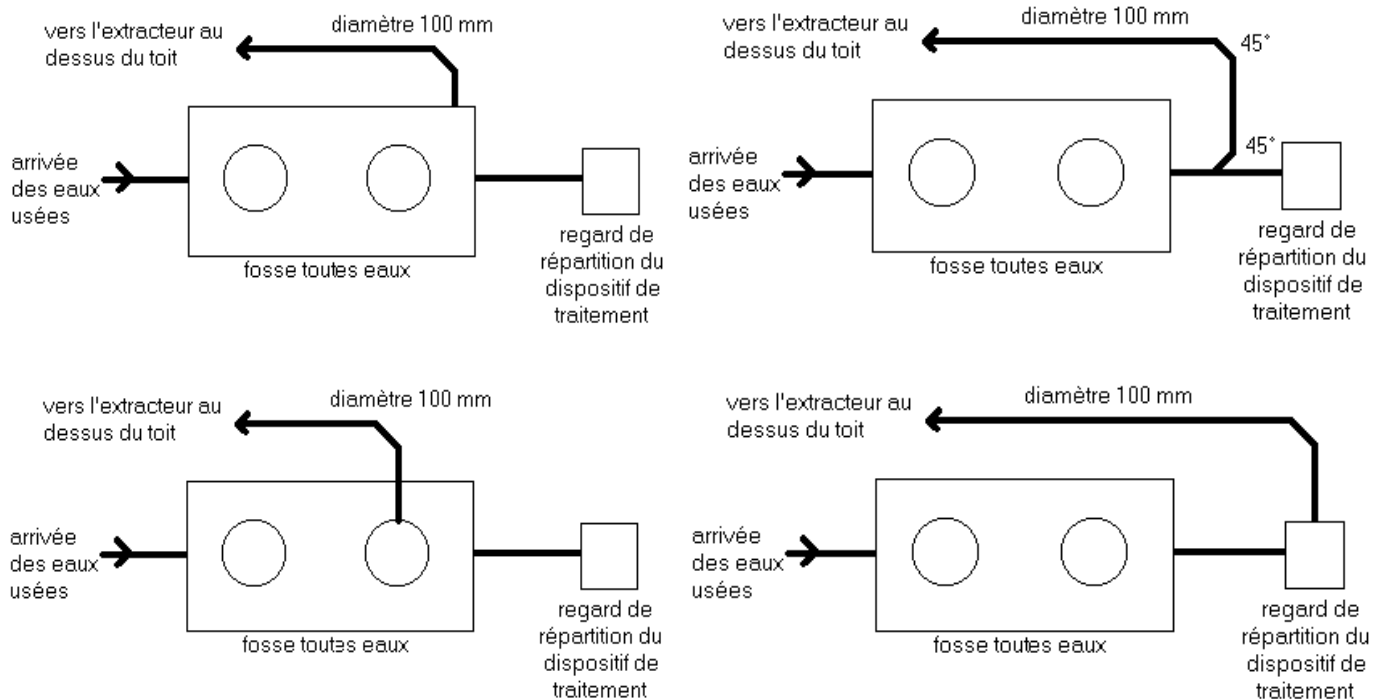 vers l'extracteur au
dessus du toit
diamètre 100 mm
arrivée
des eaux
usées
fosse toutes eaux
regard de
répartition du
dispositif de
traitement
vers l'extracteur au
dessus du toit
diamètre 100 mm
45°
45°
arrivée
des eaux
usées
fosse toutes eaux
regard de
répartition du
dispositif de
traitement
vers l'extracteur au
dessus du toit
diamètre 100 mm
arrivée
des eaux
usées
fosse toutes eaux
regard de
répartition du
dispositif de
traitement
vers l'extracteur au
dessus du toit
diamètre 100 mm
arrivée
des eaux
usées
fosse toutes eaux
regard de
répartition du
dispositif de
traitement